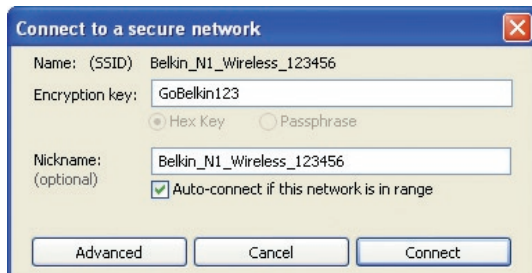 Connect to a secure network
Name: (SSID) Belkin_N1_Wireless_123456
Encryption key: GoBelkin123
Hex Key Passphrase
Nickname: Belkin_N1_Wireless_123456
(optional)
Auto-connect if this network is in range
Advanced Cancel Connect